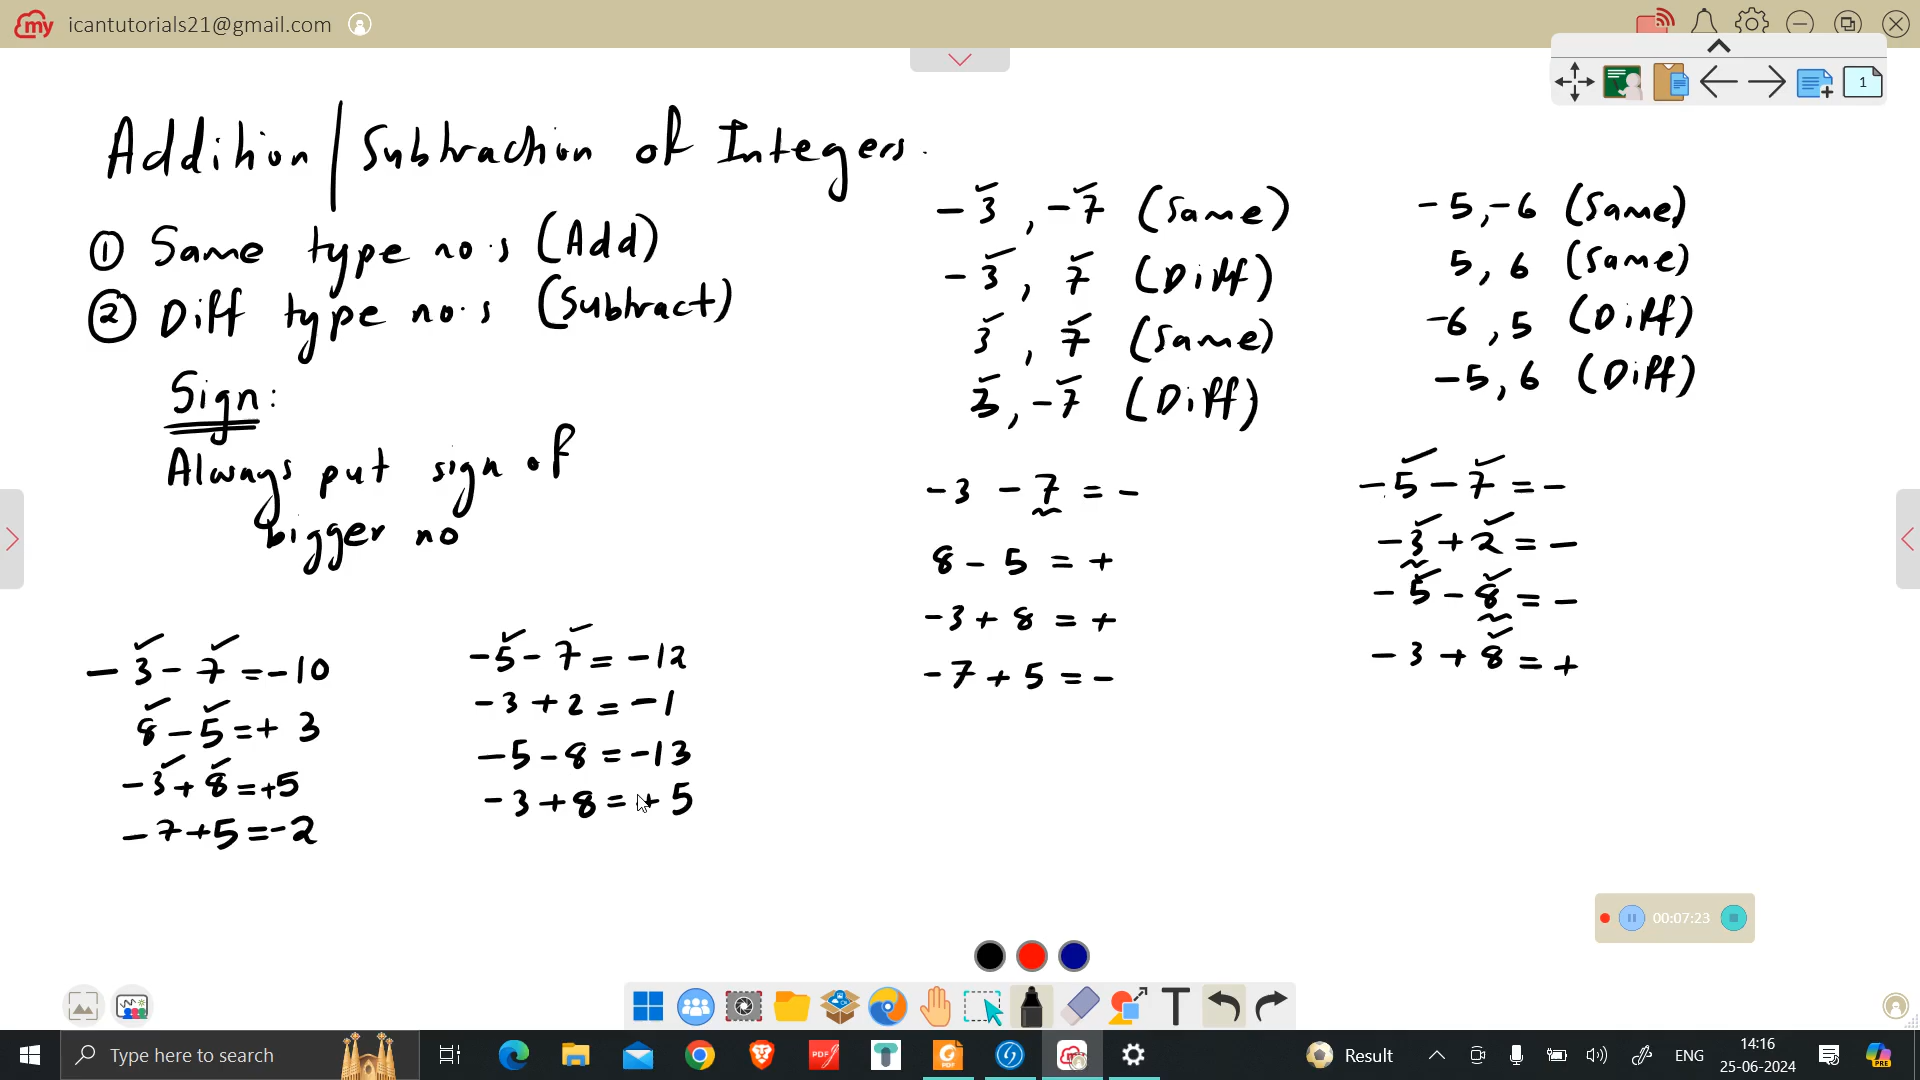 my icantutorials21@gmail.com
1
Addition/Subtraction of Integers.
① Same type no.s (Add)
② Diff type no.s (Subtract)
Sign:
Always put sign of
bigger no
-3, -7 (Same)
-3, 7 (Diff)
3, 7 (Same)
3, -7 (Diff)
-5, -6 (Same)
5, 6 (Same)
-6, 5 (Diff)
-5, 6 (Diff)
-3 -7 = -
8 - 5 = +
-3 + 8 = +
-7 + 5 = -
-5 - 7 = -
-3 + 2 = -
-5 - 8 = -
-3 + 8 = +
-3 - 7 = -10
8 - 5 = + 3
-3 + 8 = +5
-7 + 5 = -2
-5 - 7 = -12
-3 + 2 = -1
-5 - 8 = -13
-3 + 8 = + 5
00:07:23
Type here to search
PDF
Result
ENG
14:16
25-06-2024
PRE